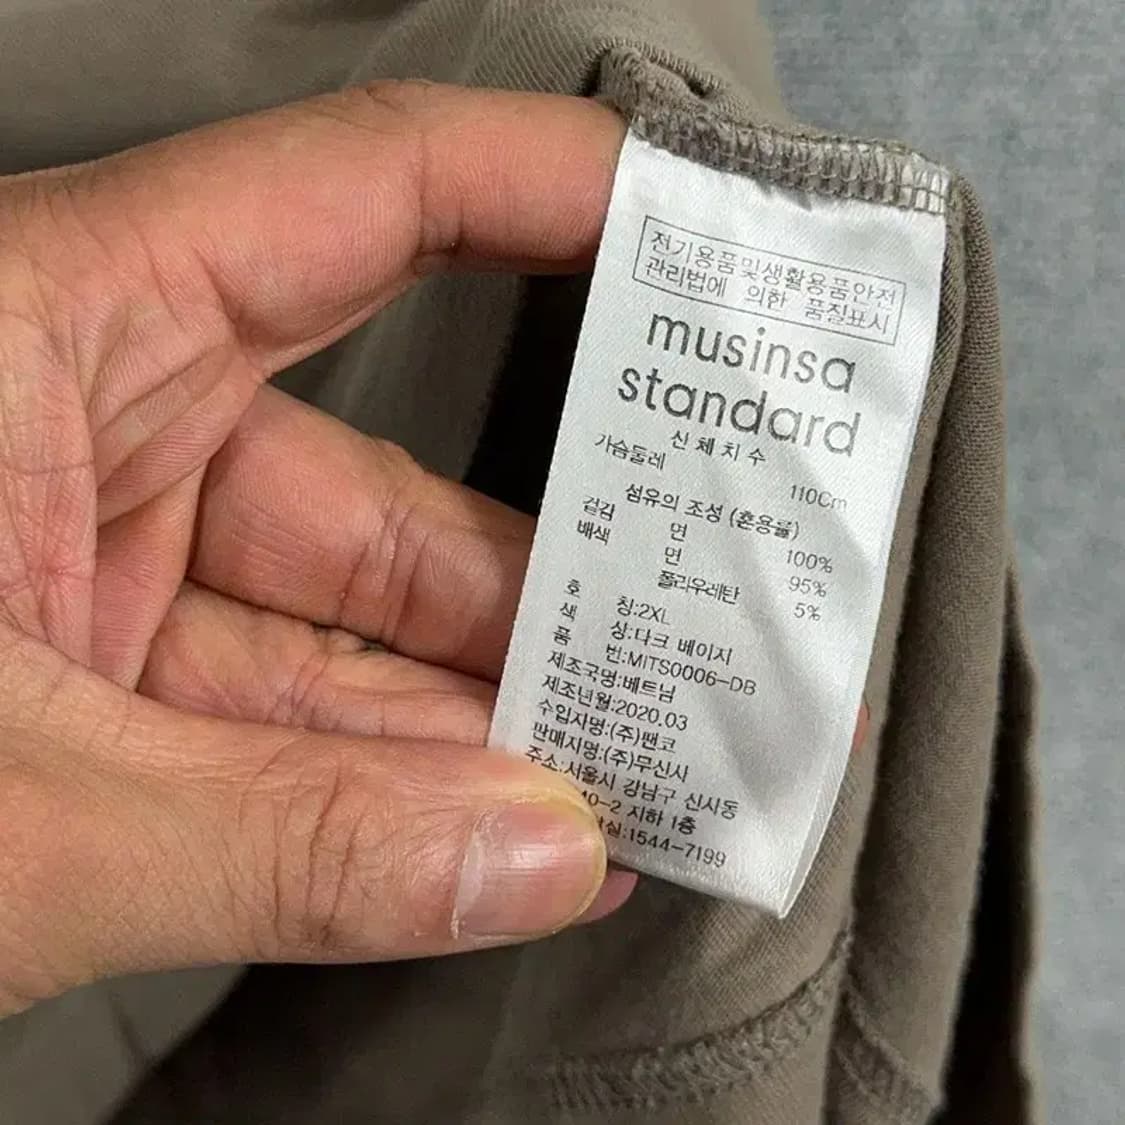 전기용품및생활용품안전
관리법에 의한 품질표시
musinsa
standard
신체치수
가슴둘레 110Cm
섬유의 조성 (혼용률)
겉감 면 100%
배색 면 95%
폴리우레탄 5%
호 칭:2XL
색 상:다크 베이지
품 번:MITS0006-DB
제조국명:베트남
제조년월:2020.03
수입자명:(주)팬코
판매자명:(주)무신사
주소:서울시 강남구 신사동
40-2 지하 1층
실:1544-7199